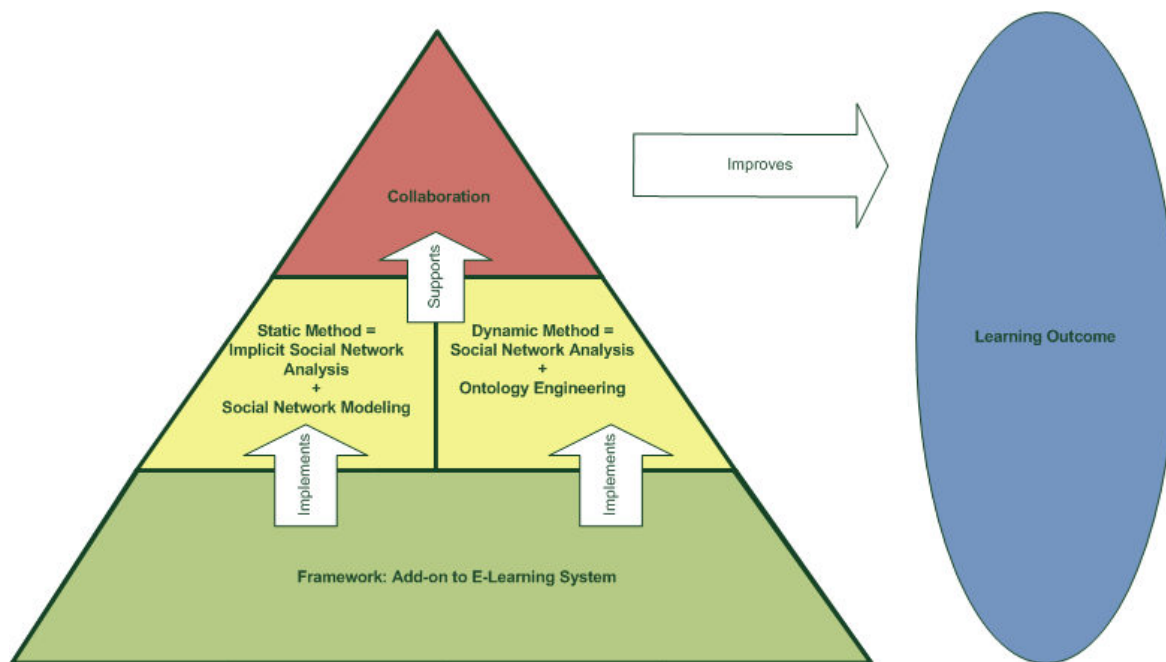 Improves
Collaboration
Supports
Static Method =
Implicit Social Network
Analysis
+
Social Network Modeling
Dynamic Method =
Social Network Analysis
+
Ontology Engineering
Learning Outcome
Implements
Implements
Framework: Add-on to E-Learning System